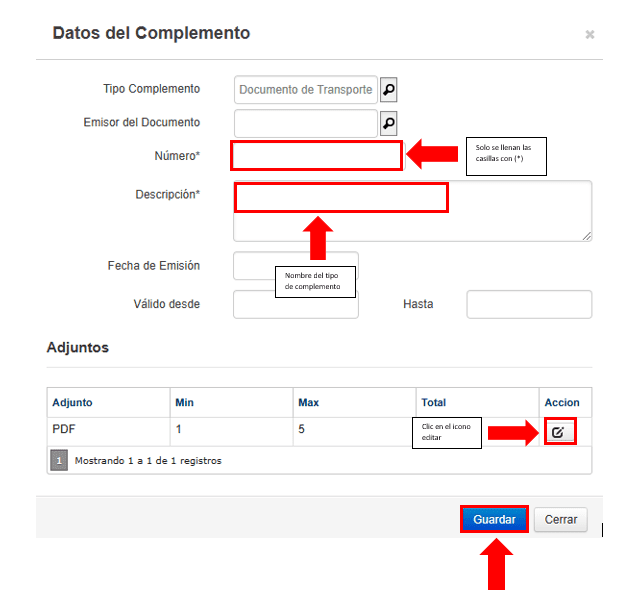 Datos del Complemento ×
Tipo Complemento Documento de Transporte
Emisor del Documento
Número*
Solo se llenan las
casillas con (*)
Descripción*
Fecha de Emisión
Nombre del tipo
de complemento
Válido desde Hasta
Adjuntos
Adjunto Min Max Total Accion
PDF 1 5
Clic en el icono
editar
1 Mostrando 1 a 1 de 1 registros
Guardar Cerrar